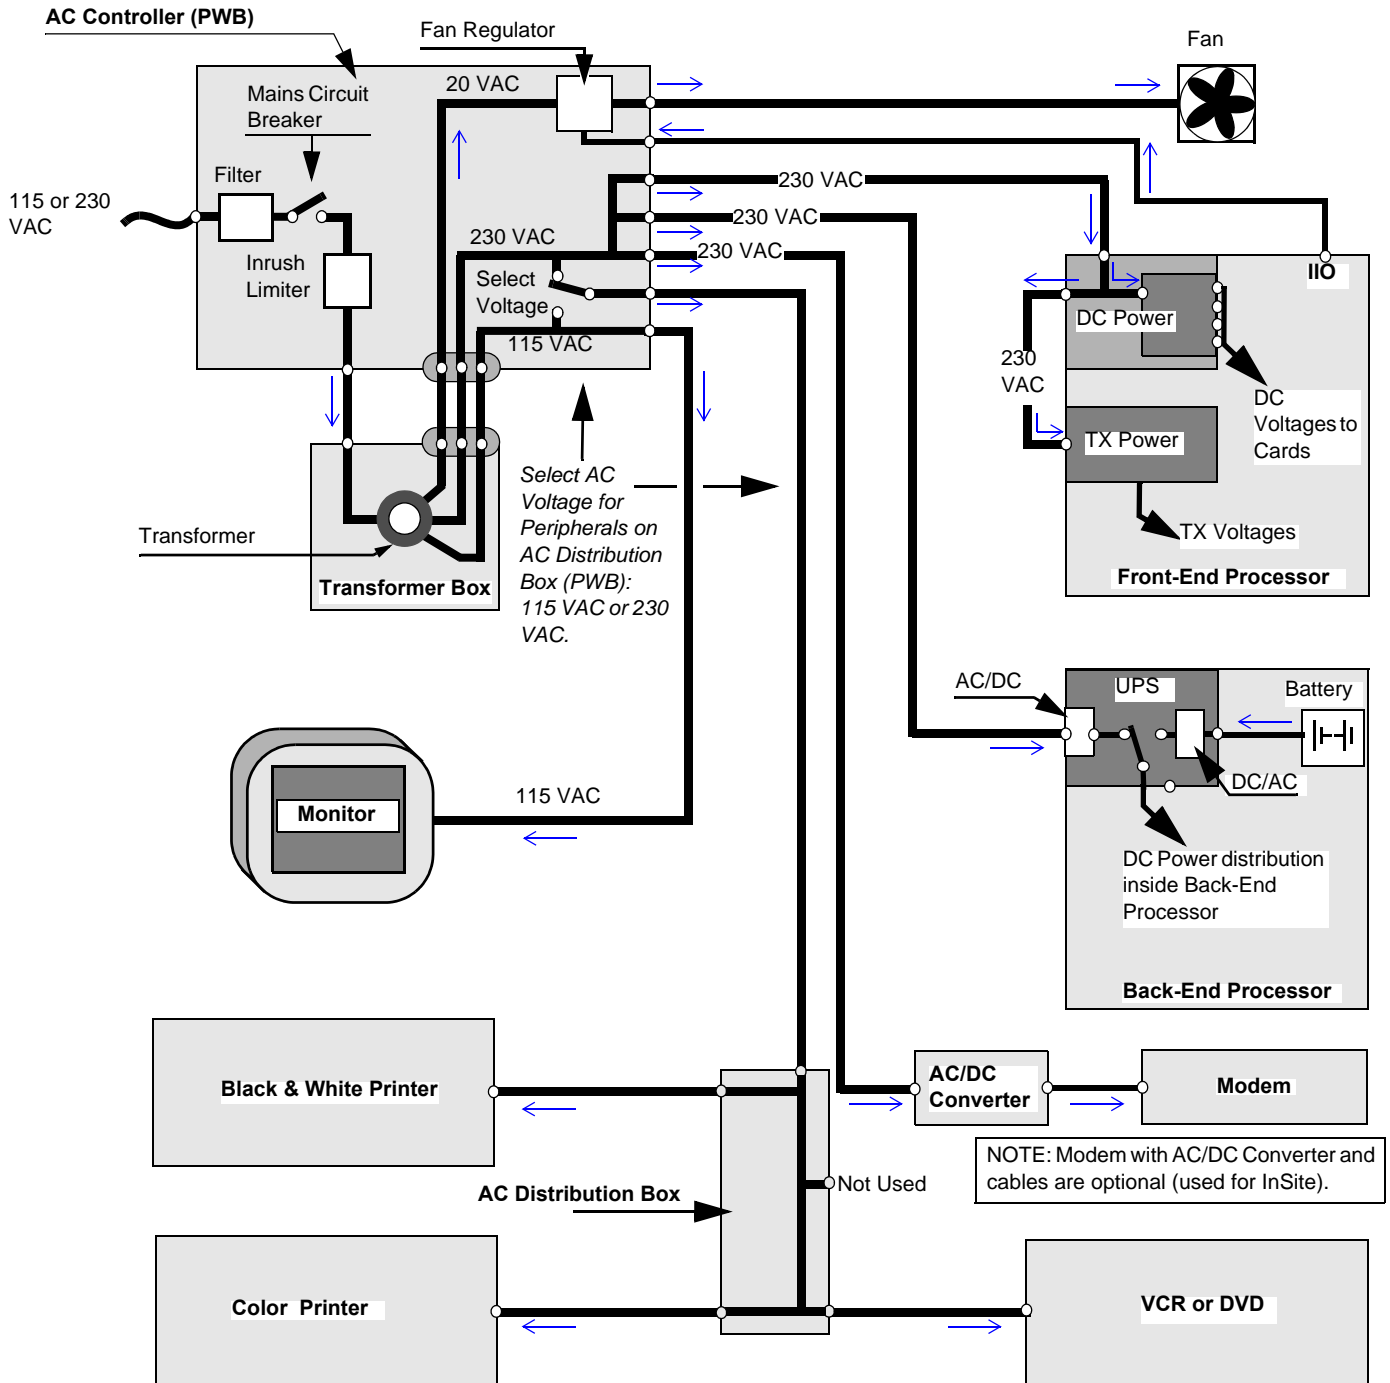 AC Controller (PWB)
Fan Regulator
Fan
20 VAC
Mains Circuit
Breaker
Filter
115 or 230
VAC
230 VAC
230 VAC
230 VAC
230 VAC
Inrush
Limiter
Select
Voltage
115 VAC
IIO
DC Power
230
VAC
DC
Voltages to
Cards
TX Power
TX Voltages
Front-End Processor
Select AC
Voltage for
Peripherals on
AC Distribution
Box (PWB):
115 VAC or 230
VAC.
Transformer
Transformer Box
AC/DC
UPS
Battery
DC/AC
DC Power distribution
inside Back-End
Processor
Back-End Processor
115 VAC
Monitor
Black & White Printer
AC/DC
Converter
Modem
NOTE: Modem with AC/DC Converter and
cables are optional (used for InSite).
Not Used
AC Distribution Box
Color Printer
VCR or DVD